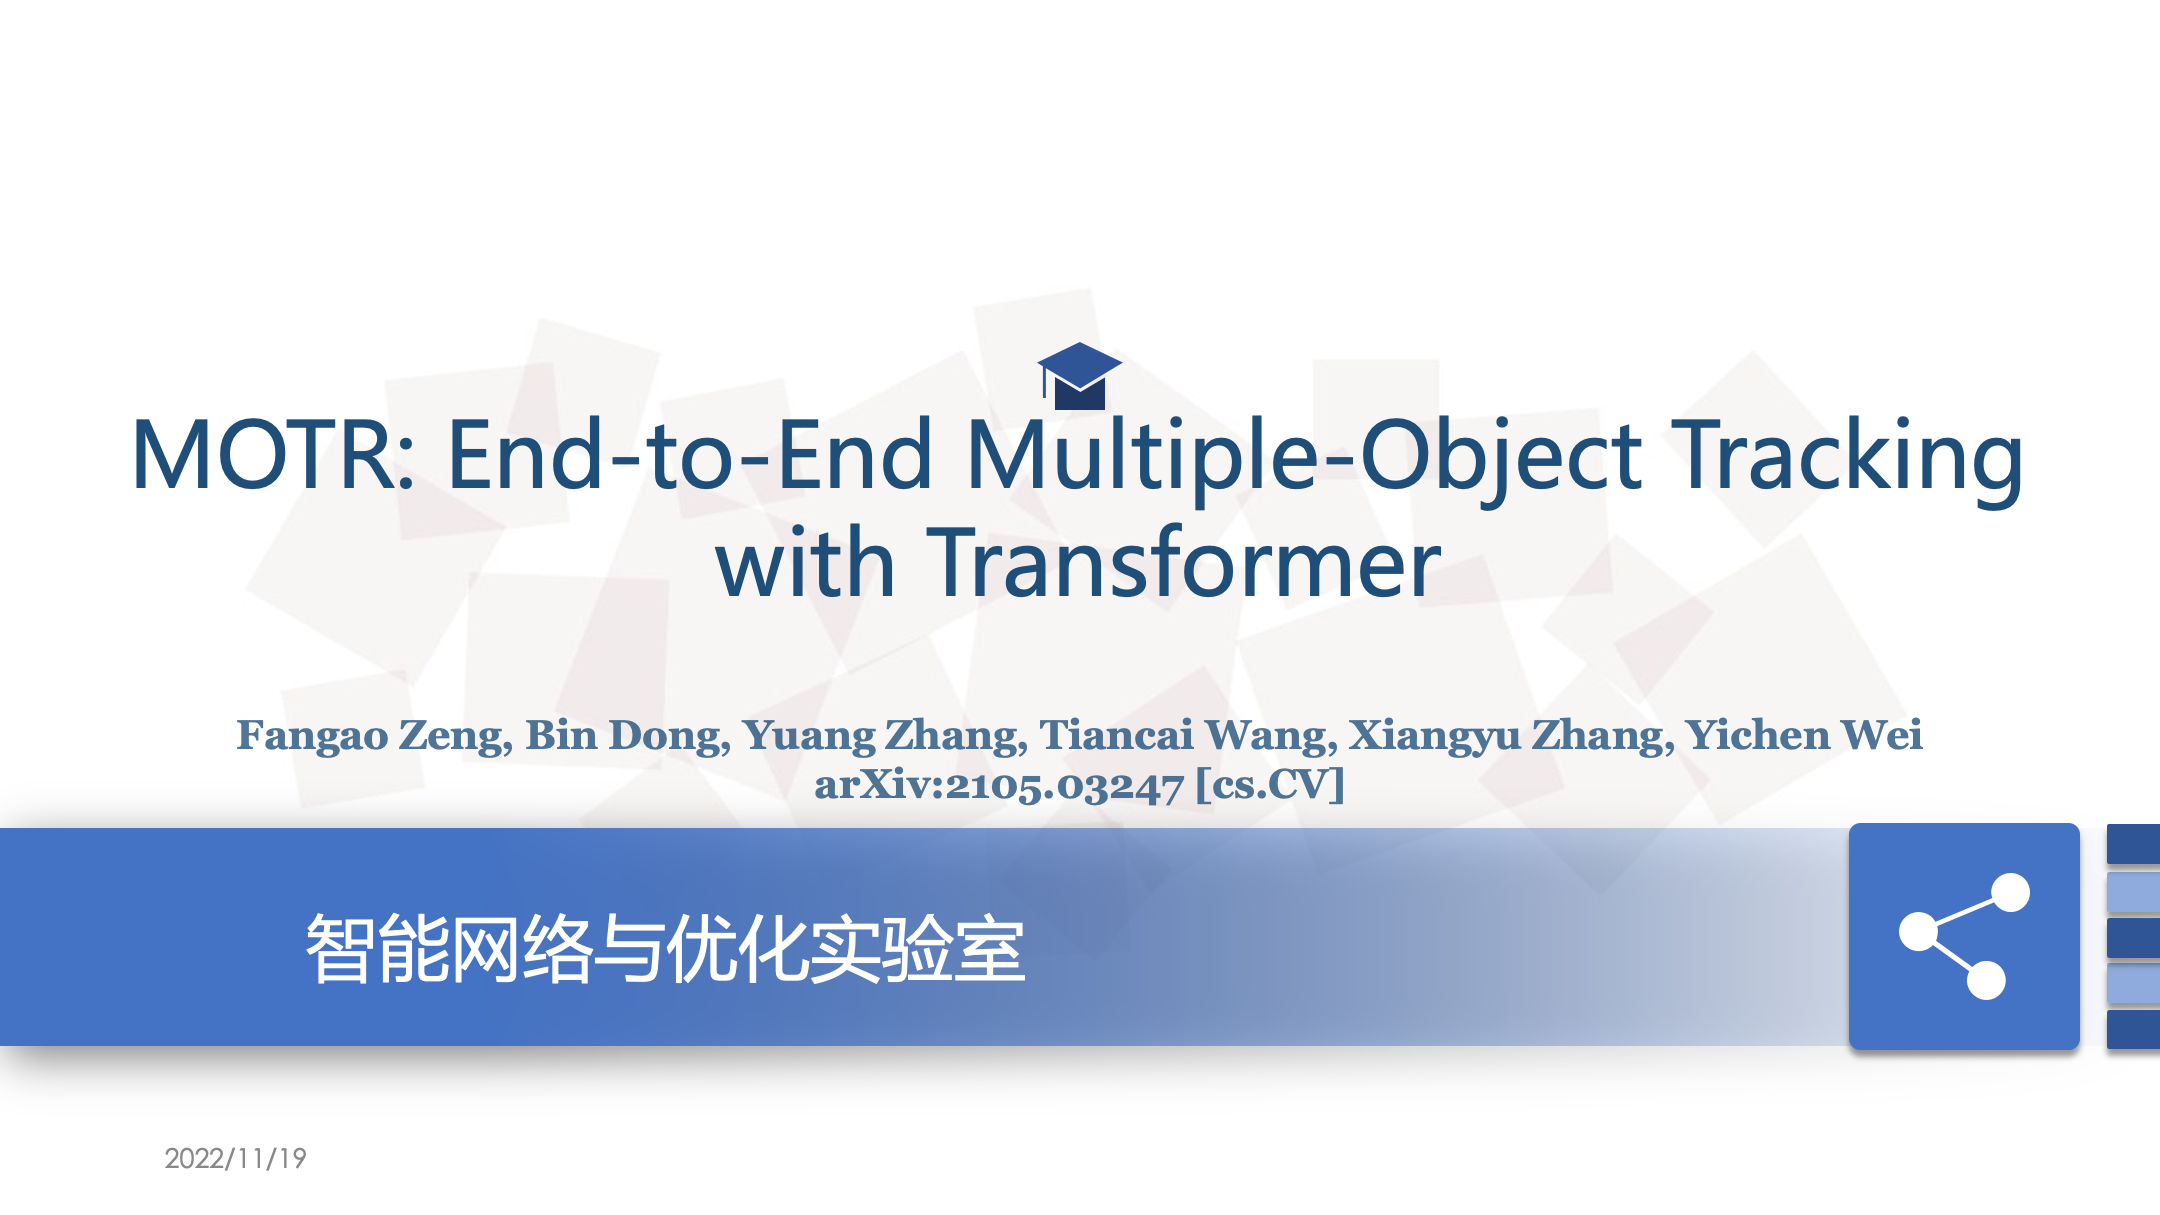 MOTR: End-to-End Multiple-Object Tracking
with Transformer
Fangao Zeng, Bin Dong, Yuang Zhang, Tiancai Wang, Xiangyu Zhang, Yichen Wei
arXiv:2105.03247 [cs.CV]
智能网络与优化实验室
2022/11/19